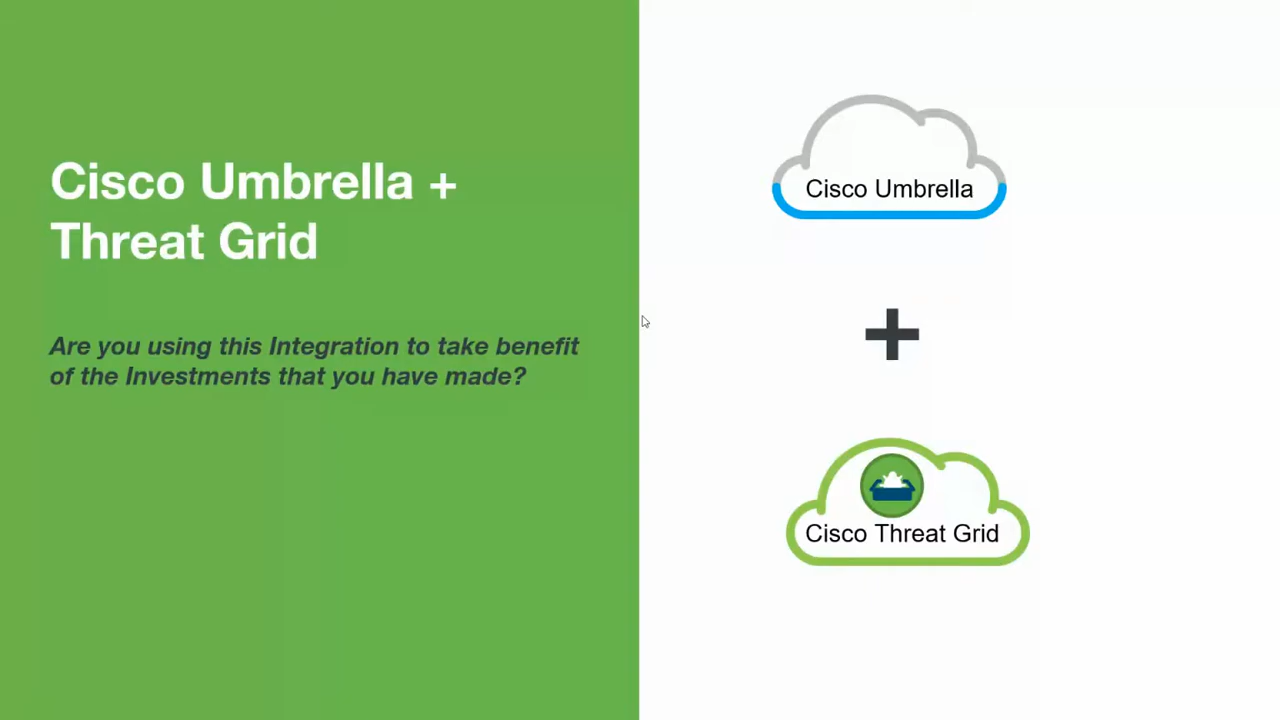 Cisco Umbrella +
Threat Grid
Are you using this Integration to take benefit
of the Investments that you have made?
Cisco Umbrella
+
Cisco Threat Grid